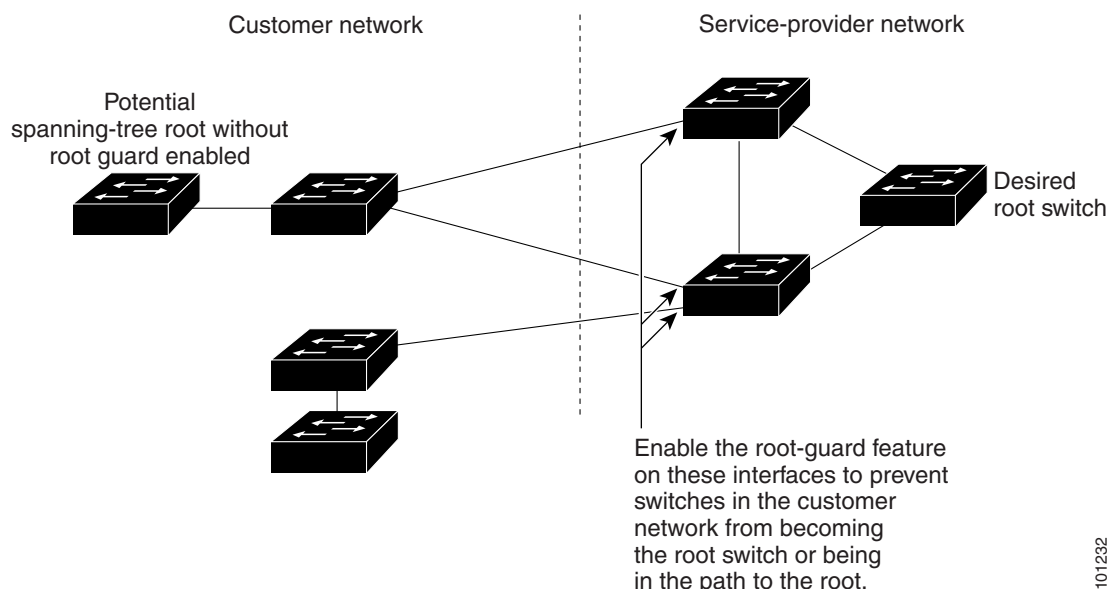 Customer network
Service-provider network
Potential
spanning-tree root without
root guard enabled
Desired
root switch
Enable the root-guard feature
on these interfaces to prevent
switches in the customer
network from becoming
the root switch or being
in the path to the root.
101232